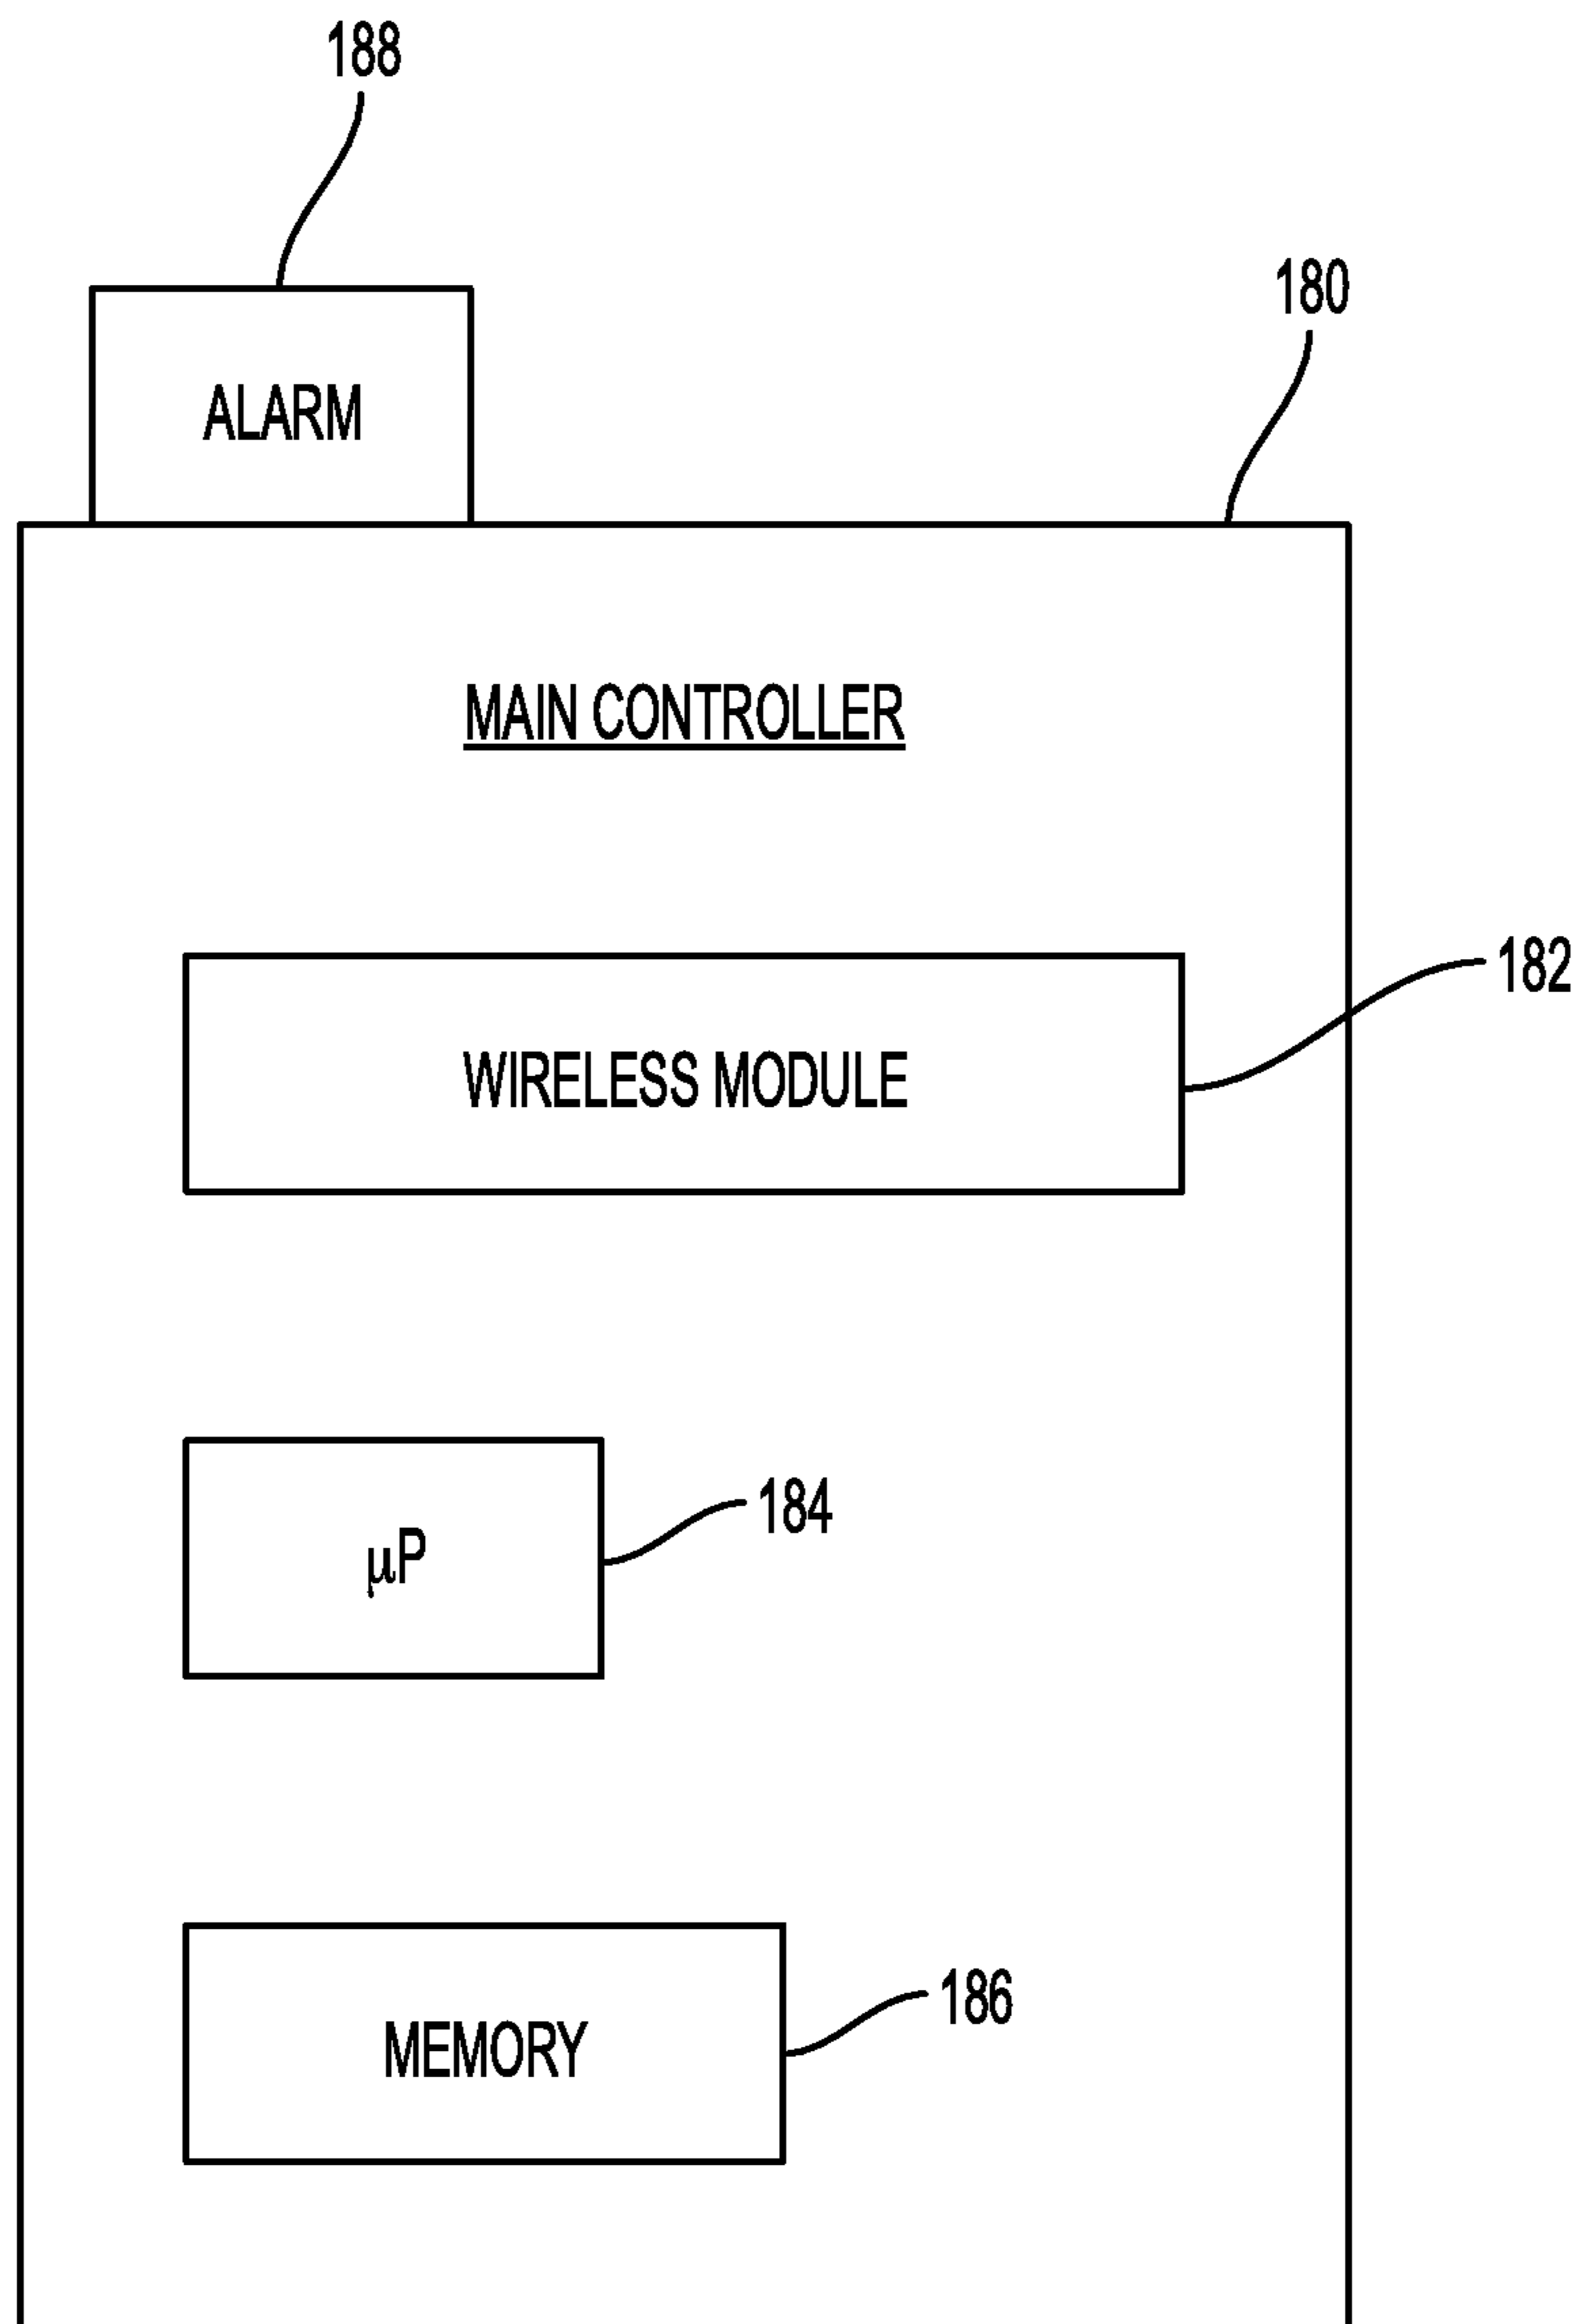 188
180
ALARM
MAIN CONTROLLER
182
WIRELESS MODULE
184
μP
186
MEMORY